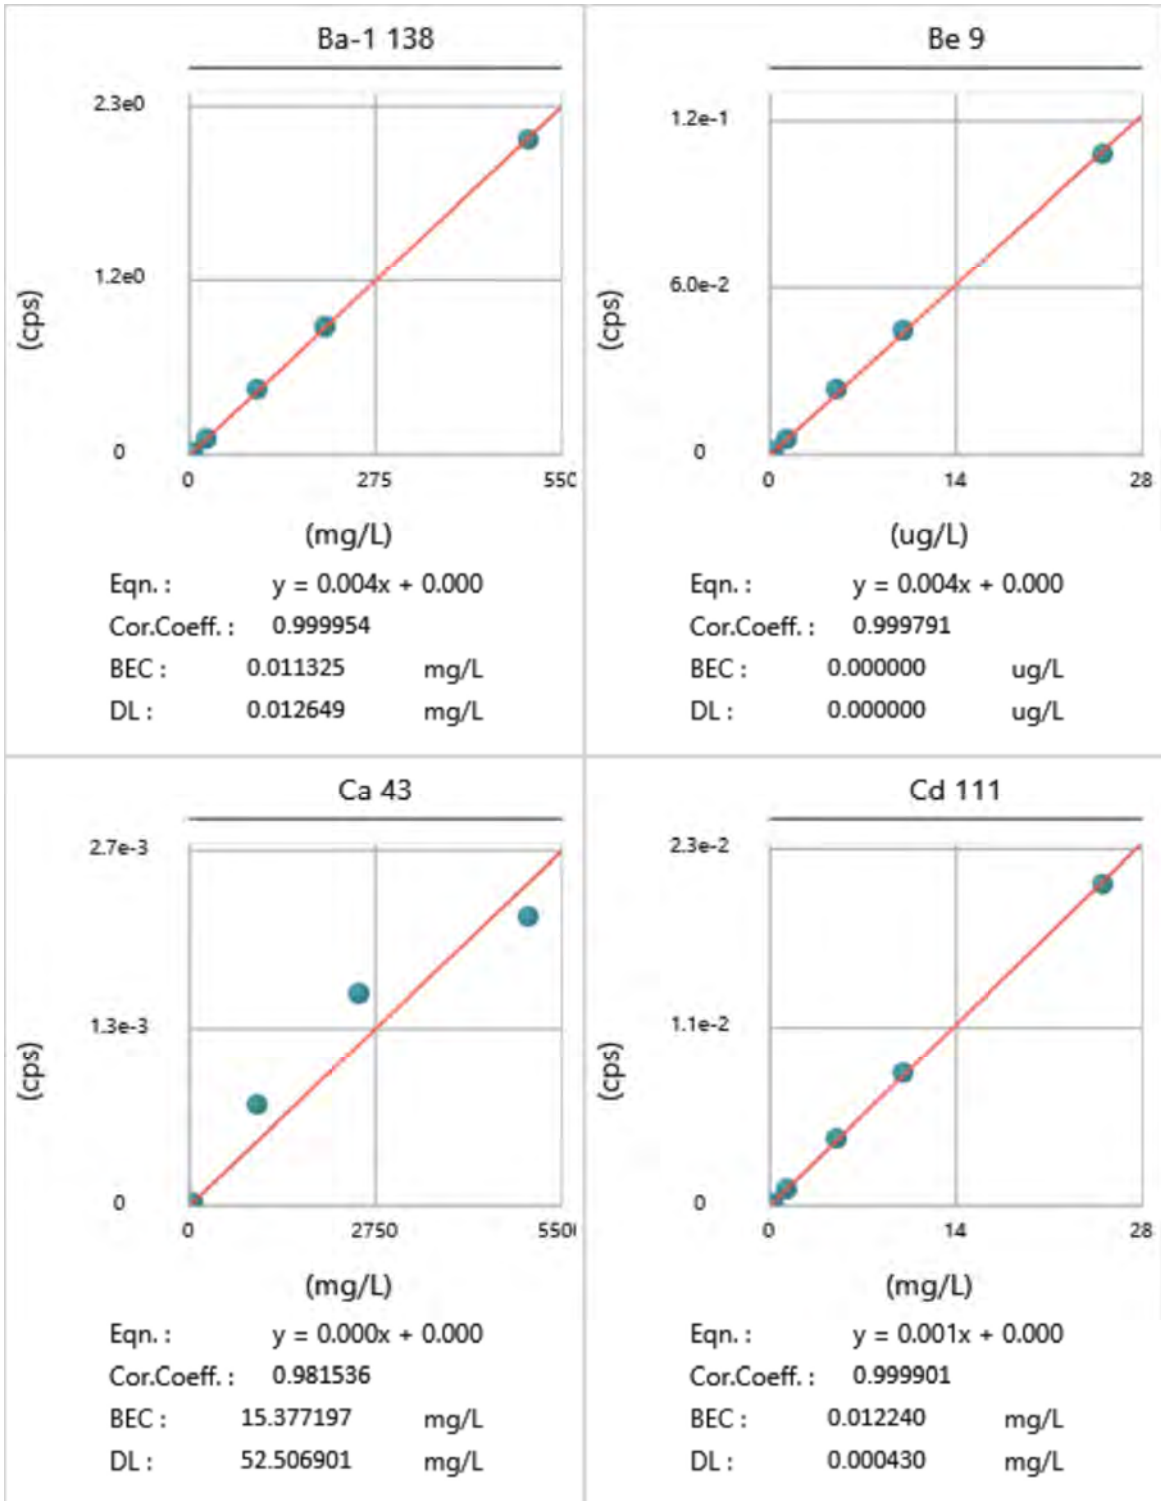 Ba-1 138
2.3e0
1.2e0
0
(cps)
0 275 550
(mg/L)
Eqn. : y = 0.004x + 0.000
Cor.Coeff. : 0.999954
BEC : 0.011325 mg/L
DL : 0.012649 mg/L
Be 9
1.2e-1
6.0e-2
0
(cps)
0 14 28
(ug/L)
Eqn. : y = 0.004x + 0.000
Cor.Coeff. : 0.999791
BEC : 0.000000 ug/L
DL : 0.000000 ug/L
Ca 43
2.7e-3
1.3e-3
0
(cps)
0 2750 5500
(mg/L)
Eqn. : y = 0.000x + 0.000
Cor.Coeff. : 0.981536
BEC : 15.377197 mg/L
DL : 52.506901 mg/L
Cd 111
2.3e-2
1.1e-2
0
(cps)
0 14 28
(mg/L)
Eqn. : y = 0.001x + 0.000
Cor.Coeff. : 0.999901
BEC : 0.012240 mg/L
DL : 0.000430 mg/L